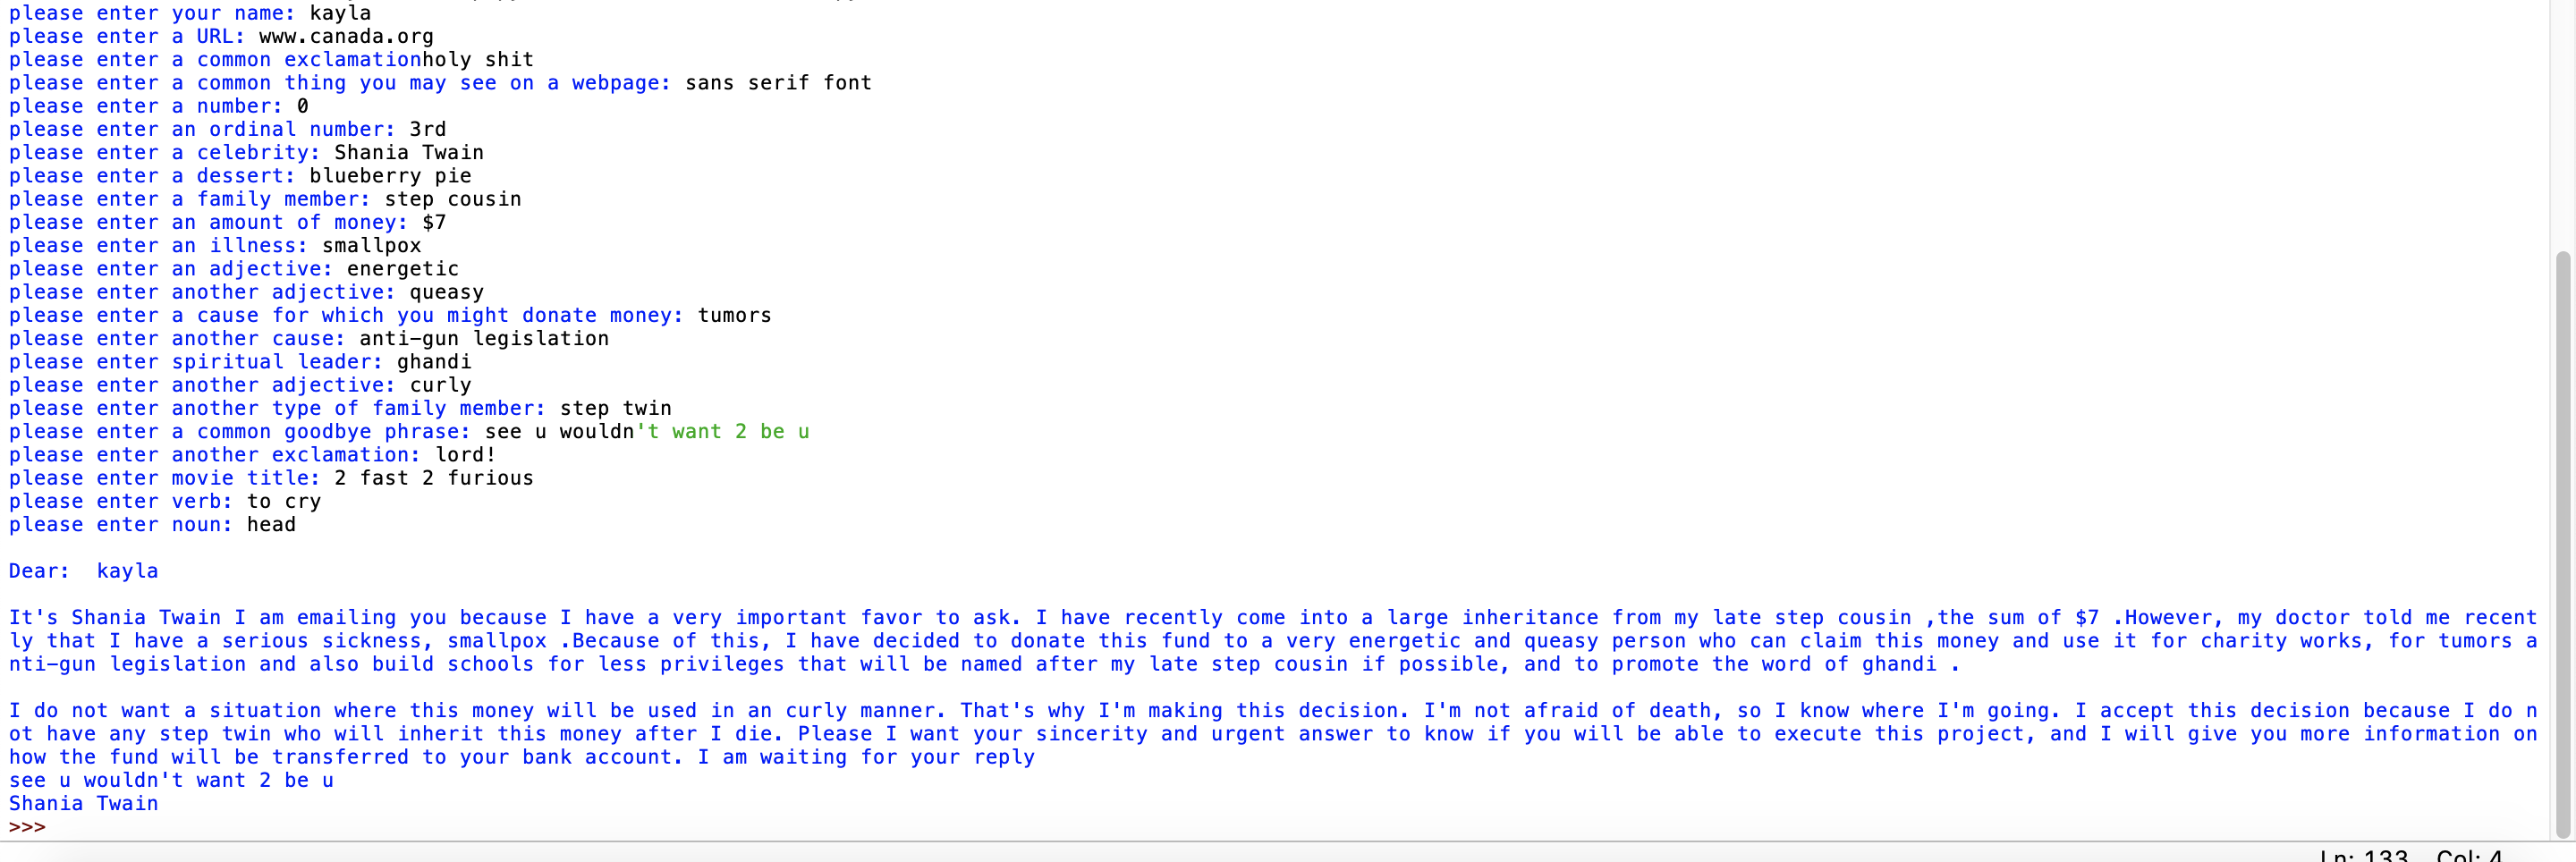 please enter your name: kayla
please enter a URL: www.canada.org
please enter a common exclamationholy shit
please enter a common thing you may see on a webpage: sans serif font
please enter a number: 0
please enter an ordinal number: 3rd
please enter a celebrity: Shania Twain
please enter a dessert: blueberry pie
please enter a family member: step cousin
please enter an amount of money: $7
please enter an illness: smallpox
please enter an adjective: energetic
please enter another adjective: queasy
please enter a cause for which you might donate money: tumors
please enter another cause: anti-gun legislation
please enter spiritual leader: ghandi
please enter another adjective: curly
please enter another type of family member: step twin
please enter a common goodbye phrase: see u wouldn't want 2 be u
please enter another exclamation: lord!
please enter movie title: 2 fast 2 furious
please enter verb: to cry
please enter noun: head
Dear:  kayla
It's Shania Twain I am emailing you because I have a very important favor to ask. I have recently come into a large inheritance from my late step cousin ,the sum of $7 .However, my doctor told me recent
ly that I have a serious sickness, smallpox .Because of this, I have decided to donate this fund to a very energetic and queasy person who can claim this money and use it for charity works, for tumors a
nti-gun legislation and also build schools for less privileges that will be named after my late step cousin if possible, and to promote the word of ghandi .
I do not want a situation where this money will be used in an curly manner. That's why I'm making this decision. I'm not afraid of death, so I know where I'm going. I accept this decision because I do n
ot have any step twin who will inherit this money after I die. Please I want your sincerity and urgent answer to know if you will be able to execute this project, and I will give you more information on
how the fund will be transferred to your bank account. I am waiting for your reply
see u wouldn't want 2 be u
Shania Twain
>>>
Ln: 133 Col: 4